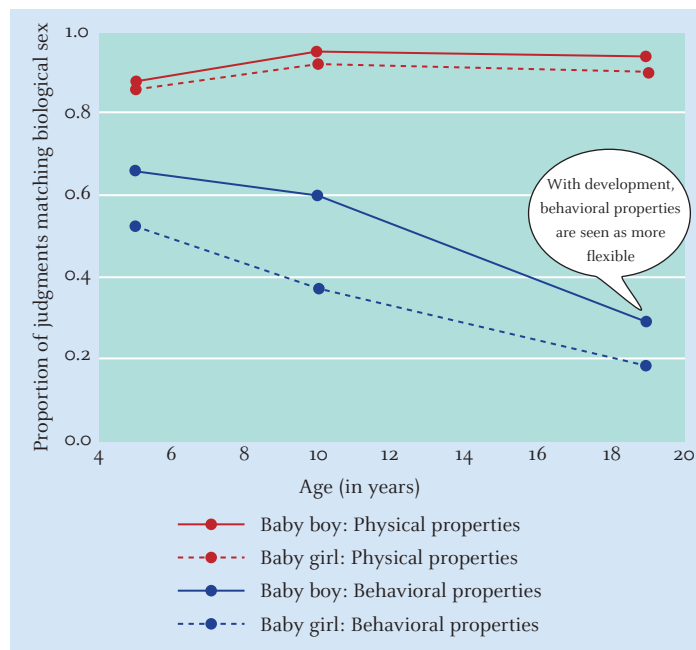 Proportion of judgments matching biological sex
1.0
0.8
0.6
0.4
0.2
0.0
4 6 8 10 12 14 16 18 20
Age (in years)
With development,
behavioral properties
are seen as more
flexible
Baby boy: Physical properties
Baby girl: Physical properties
Baby boy: Behavioral properties
Baby girl: Behavioral properties